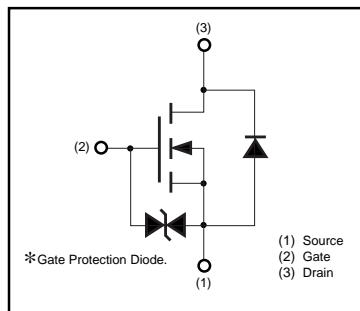 (3)
(2)
(1) Source
(2) Gate
(3) Drain
*Gate Protection Diode.
(1)